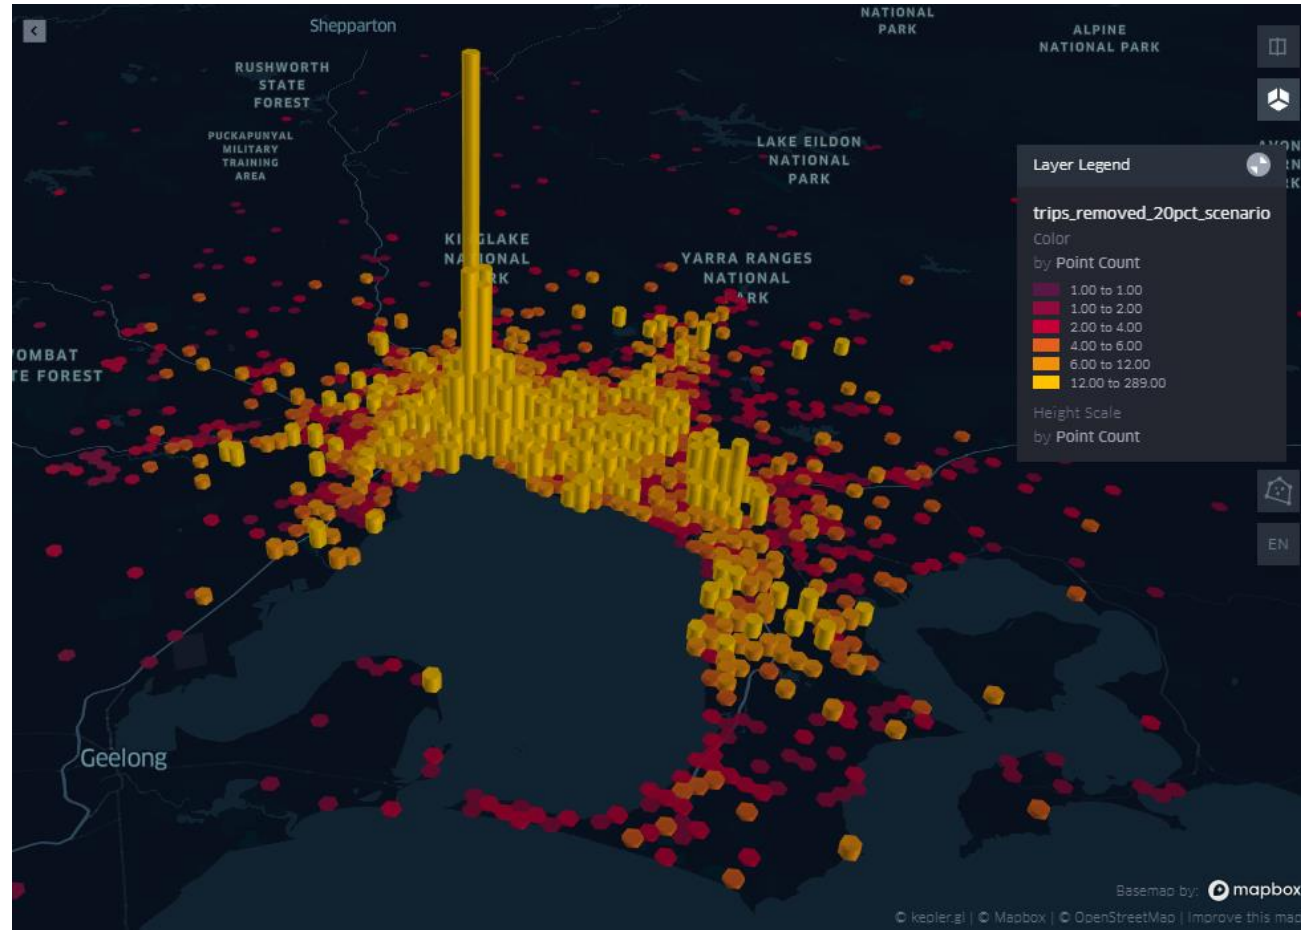 Shepparton
NATIONAL
PARK
ALPINE
NATIONAL PARK
RUSHWORTH
STATE
FOREST
PUCKAPUNYAL
MILITARY
TRAINING
AREA
LAKE EILDON
NATIONAL
PARK
Layer Legend
trips_removed_20pct_scenario
Color
by Point Count
1.00 to 1.00
1.00 to 2.00
2.00 to 4.00
4.00 to 6.00
6.00 to 12.00
12.00 to 289.00
Height Scale
by Point Count
YARRA RANGES
NATIONAL
EN
Geelong
Basemap by: mapbox
© kepler.gl | © Mapbox | © OpenStreetMap | Improve this map